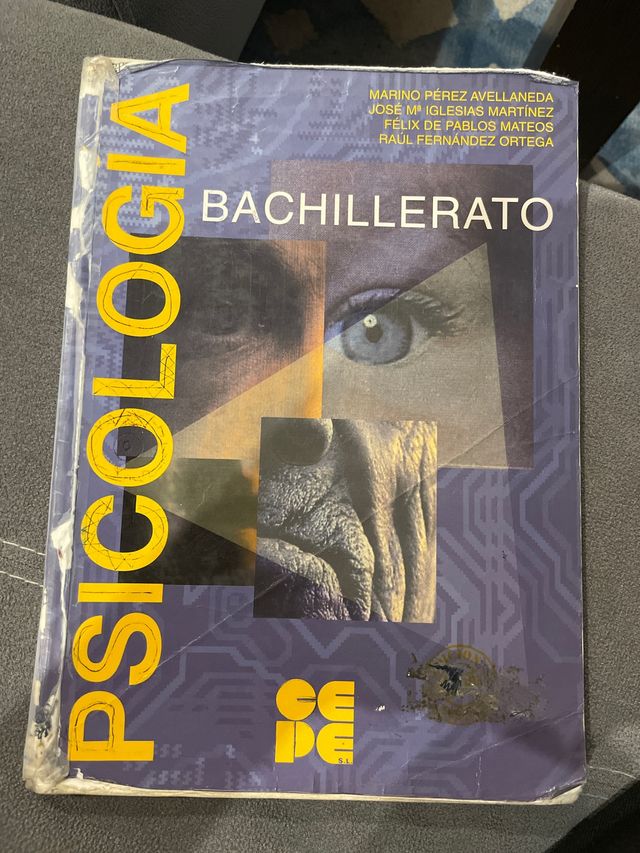 MARINO PÉREZ AVELLANEDA
JOSÉ Mª IGLESIAS MARTÍNEZ
FÉLIX DE PABLOS MATEOS
RAÚL FERNÁNDEZ ORTEGA
BACHILLERATO
PSICOLOGIA
CEPE
S.L.